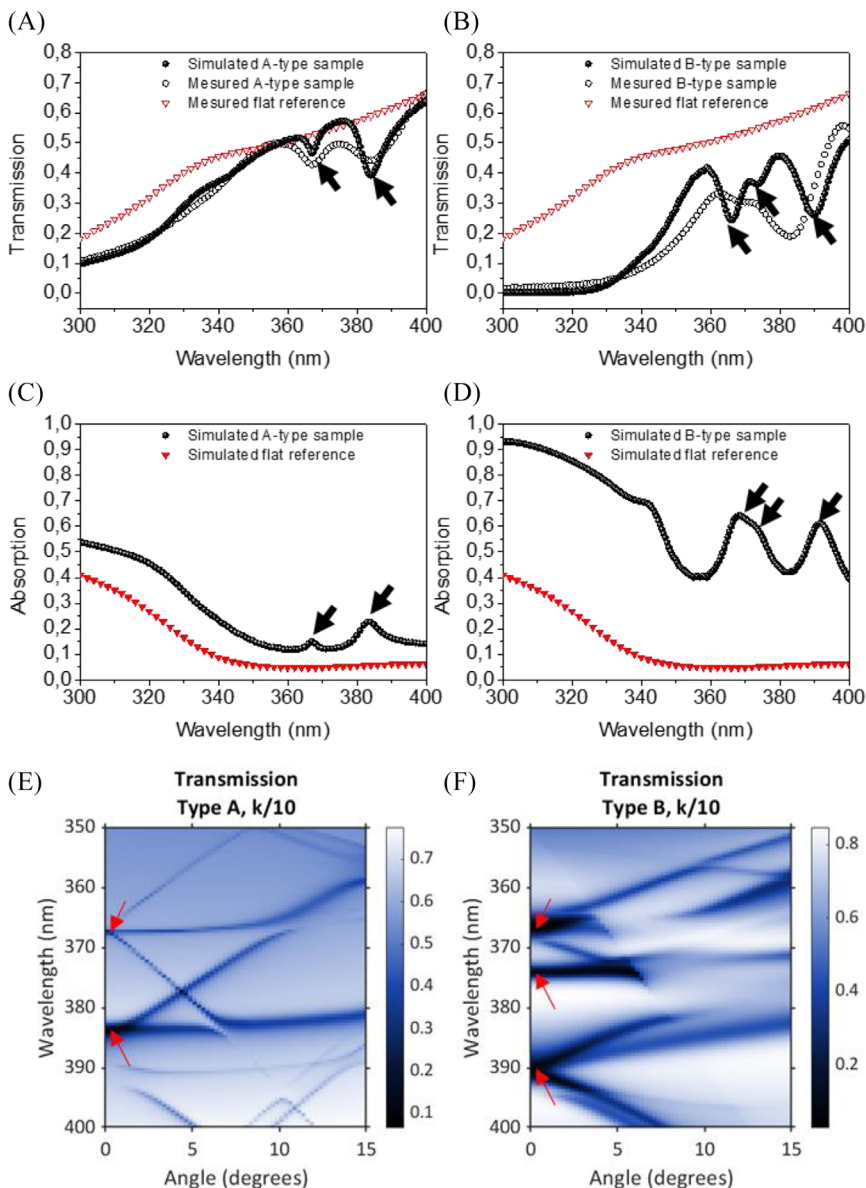 (A)
0,8
0,7
0,6
0,5
0,4
0,3
0,2
0,1
0,0
Transmission
Simulated A-type sample
Mesured A-type sample
Mesured flat reference
300 320 340 360 380 400
Wavelength (nm)
(B)
0,8
0,7
0,6
0,5
0,4
0,3
0,2
0,1
0,0
Transmission
Simulated B-type sample
Mesured B-type sample
Mesured flat reference
300 320 340 360 380 400
Wavelength (nm)
(C)
1,0
0,9
0,8
0,7
0,6
0,5
0,4
0,3
0,2
0,1
0,0
Absorption
Simulated A-type sample
Simulated flat reference
300 320 340 360 380 400
Wavelength (nm)
(D)
1,0
0,9
0,8
0,7
0,6
0,5
0,4
0,3
0,2
0,1
0,0
Absorption
Simulated B-type sample
Simulated flat reference
300 320 340 360 380 400
Wavelength (nm)
(E)
Transmission
Type A, k/10
350
360
370
380
390
400
Wavelength (nm)
0 5 10 15
Angle (degrees)
0.7
0.6
0.5
0.4
0.3
0.2
0.1
(F)
Transmission
Type B, k/10
350
360
370
380
390
400
Wavelength (nm)
0 5 10 15
Angle (degrees)
0.8
0.6
0.4
0.2